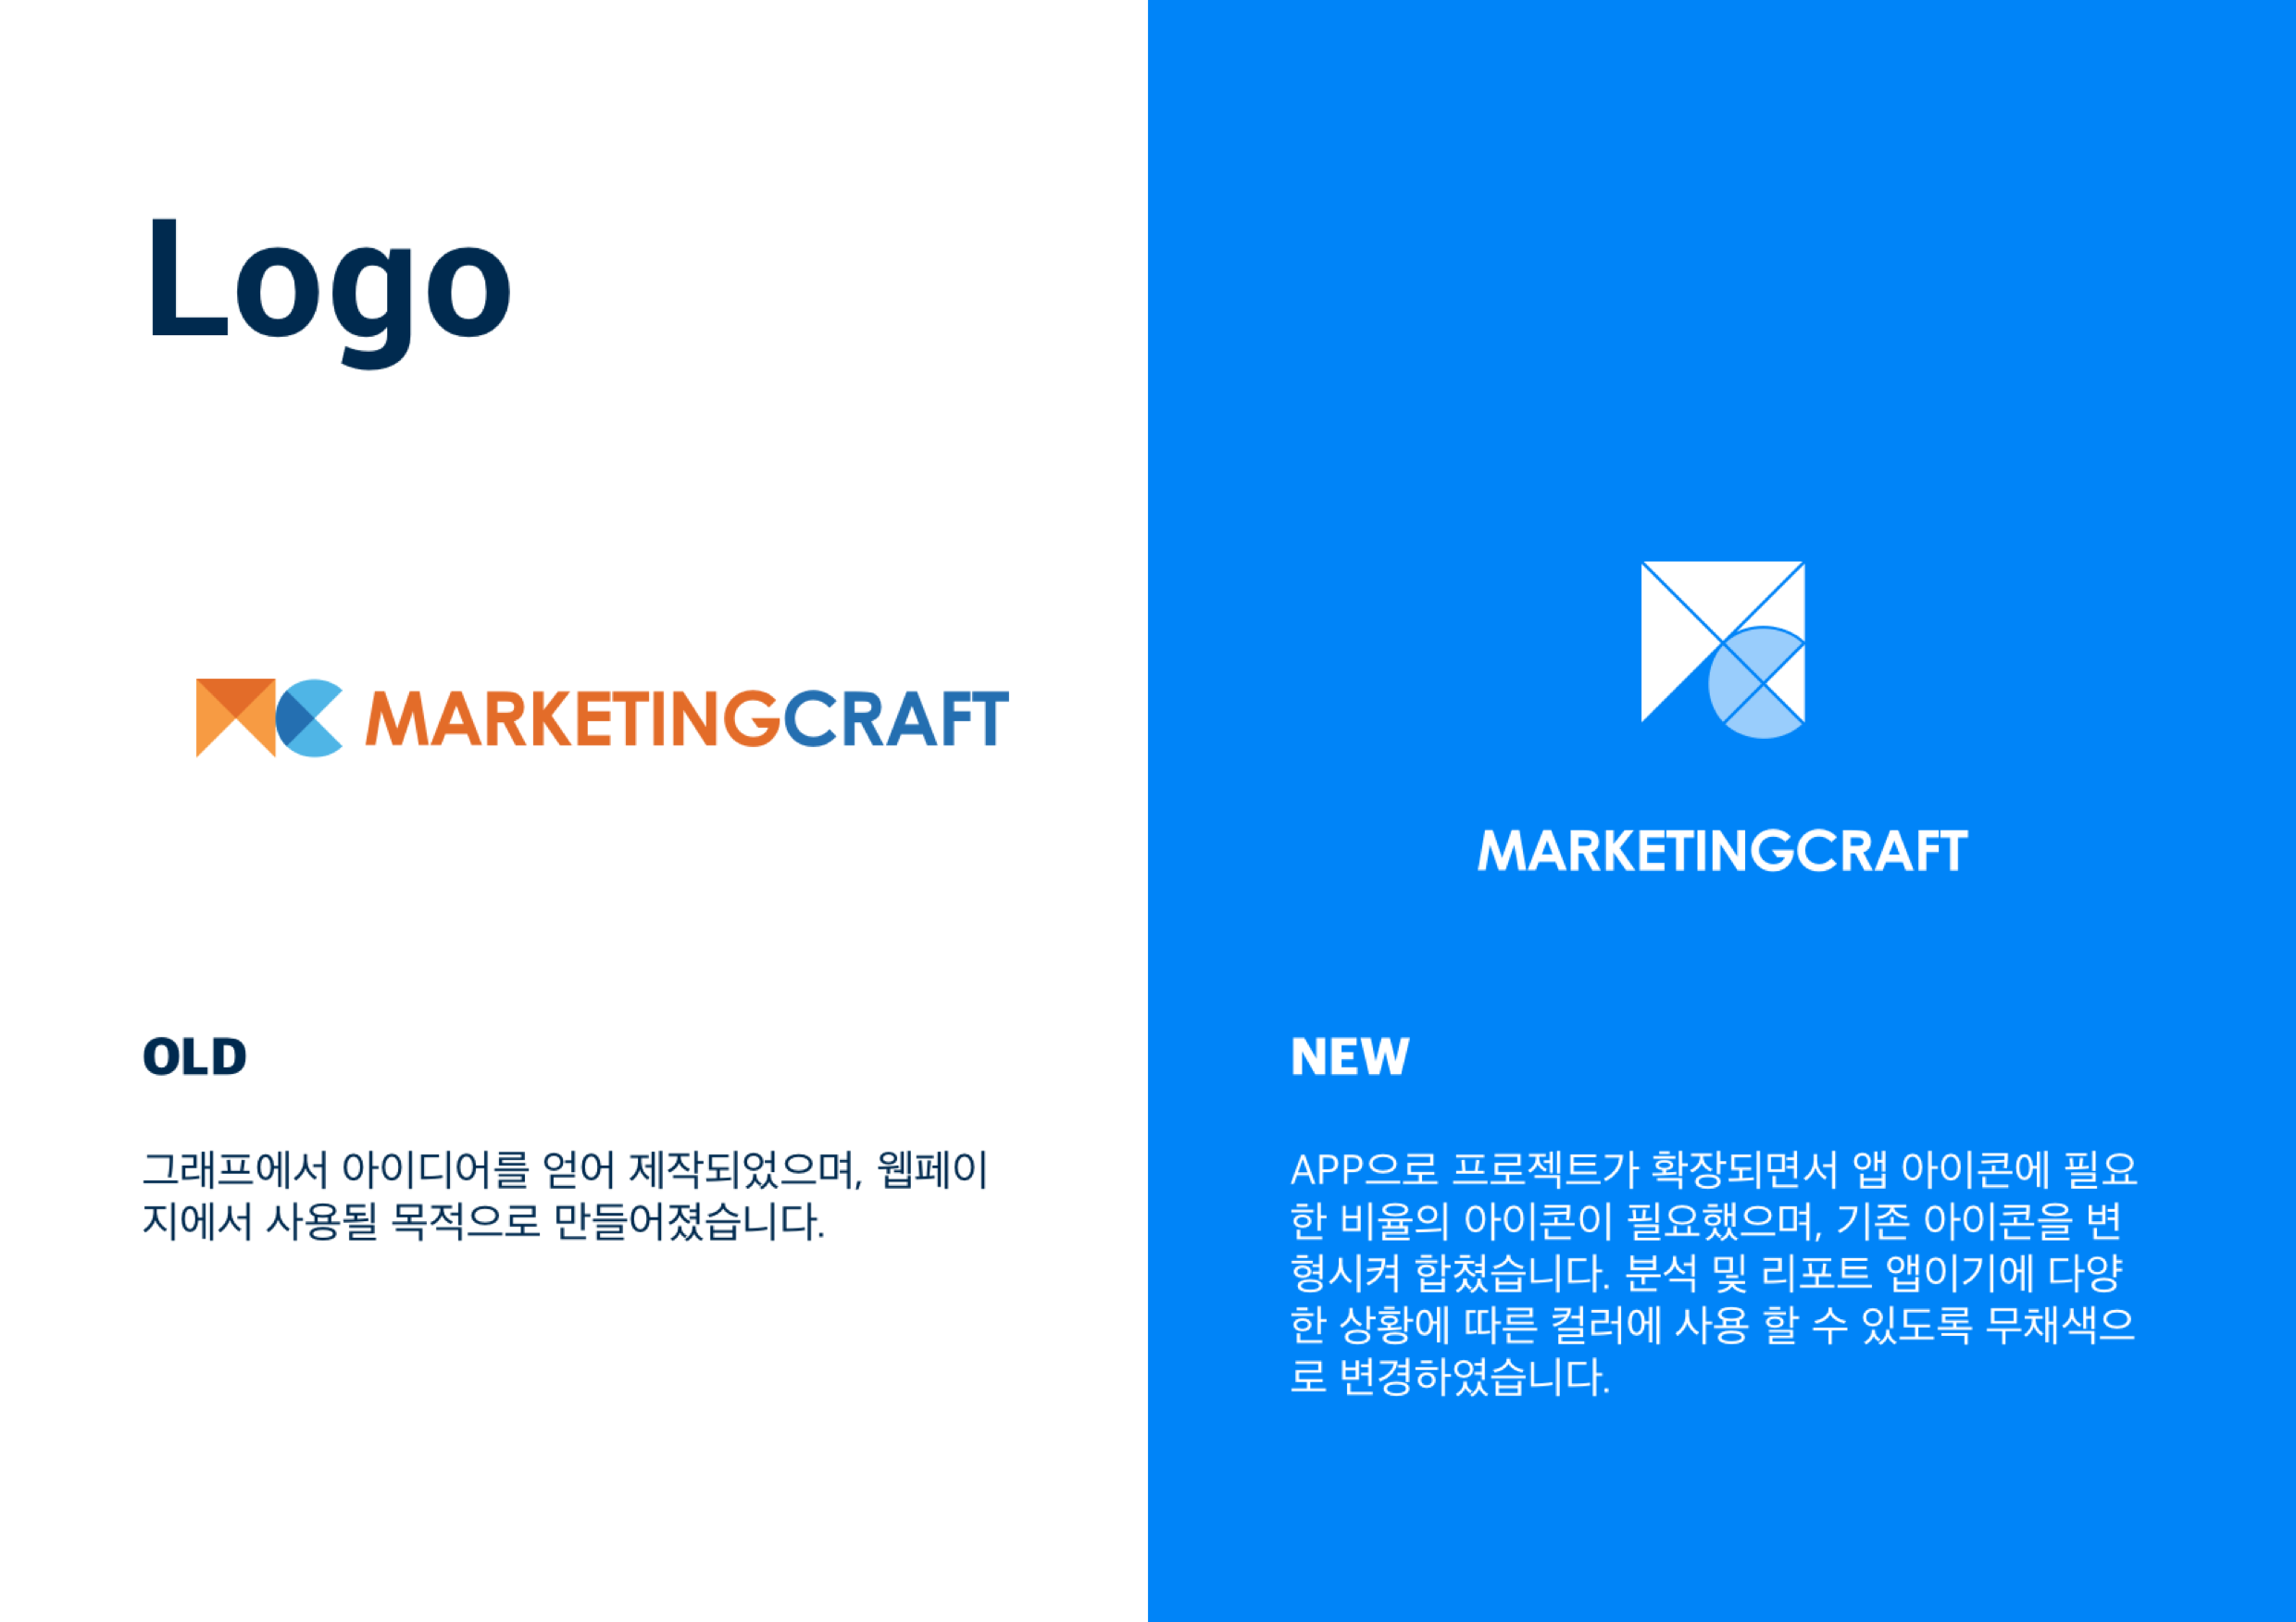 Logo
MARKETINGCRAFT
OLD
그래프에서 아이디어를 얻어 제작되었으며, 웹페이
지에서 사용될 목적으로 만들어졌습니다.
MARKETINGCRAFT
NEW
APP으로 프로젝트가 확장되면서 앱 아이콘에 필요
한 비율의 아이콘이 필요했으며, 기존 아이콘을 변
형시켜 합쳤습니다. 분석 및 리포트 앱이기에 다양
한 상황에 따른 컬러에 사용 할 수 있도록 무채색으
로 변경하였습니다.